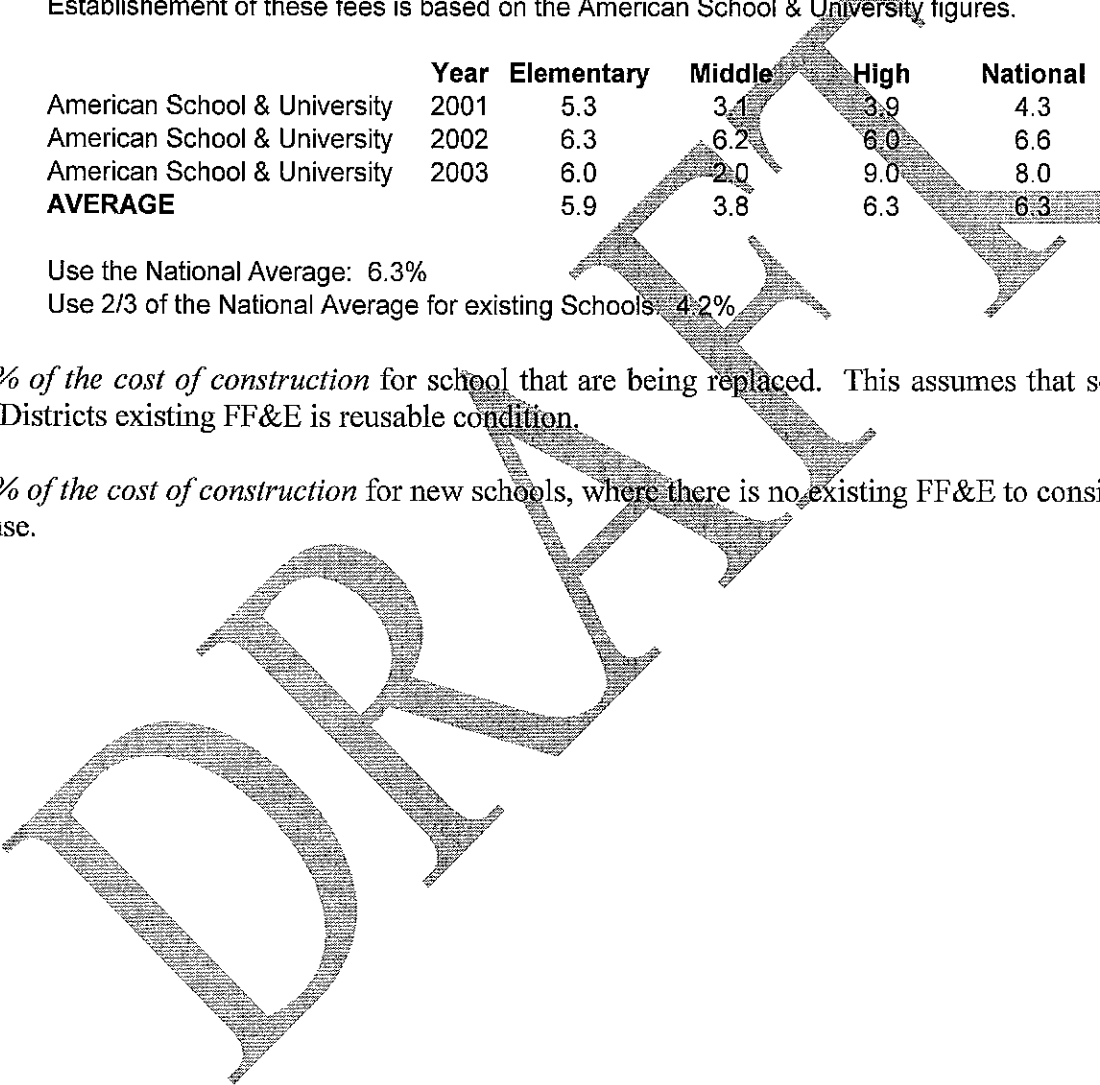 Establishement of these fees is based on the American School & University figures.
Year Elementary Middle High National
American School & University 2001 5.3 3.1 3.9 4.3
American School & University 2002 6.3 6.2 6.0 6.6
American School & University 2003 6.0 2.0 9.0 8.0
AVERAGE 5.9 3.8 6.3 6.3
Use the National Average: 6.3%
Use 2/3 of the National Average for existing Schools: 4.2%
% of the cost of construction for school that are being replaced. This assumes that
Districts existing FF&E is reusable condition.
% of the cost of construction for new schools, where there is no existing FF&E to
DRAFT